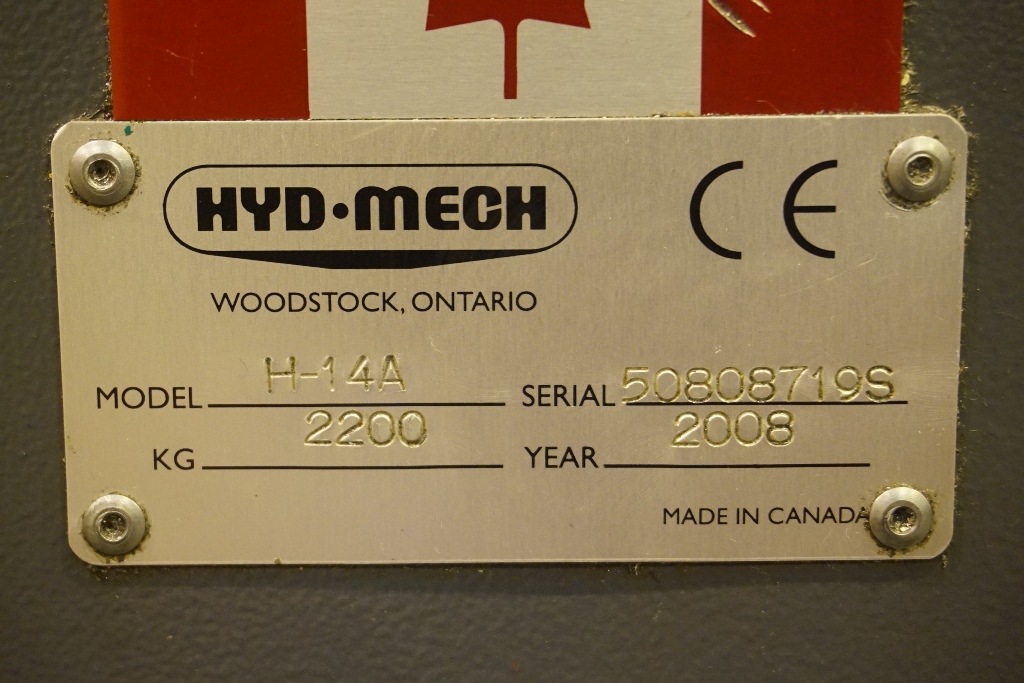 HYD·MECH
CE
WOODSTOCK, ONTARIO
MODEL H-14A SERIAL 50808719S
KG 2200 YEAR 2008
MADE IN CANADA